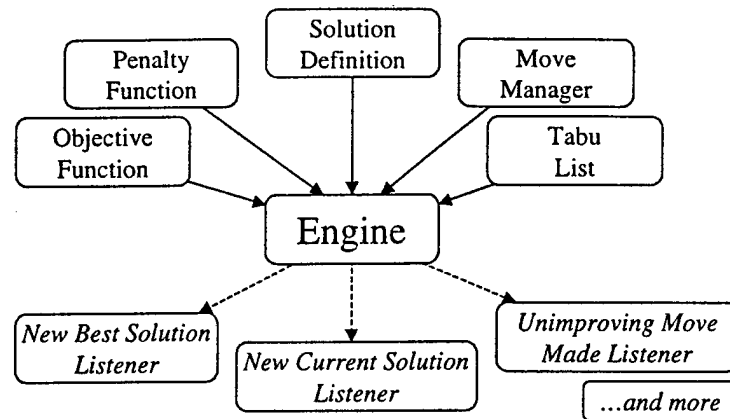 Solution
Definition
Penalty
Function
Move
Manager
Objective
Function
Tabu
List
Engine
New Best Solution
Listener
New Current Solution
Listener
Unimproving Move
Made Listener
...and more